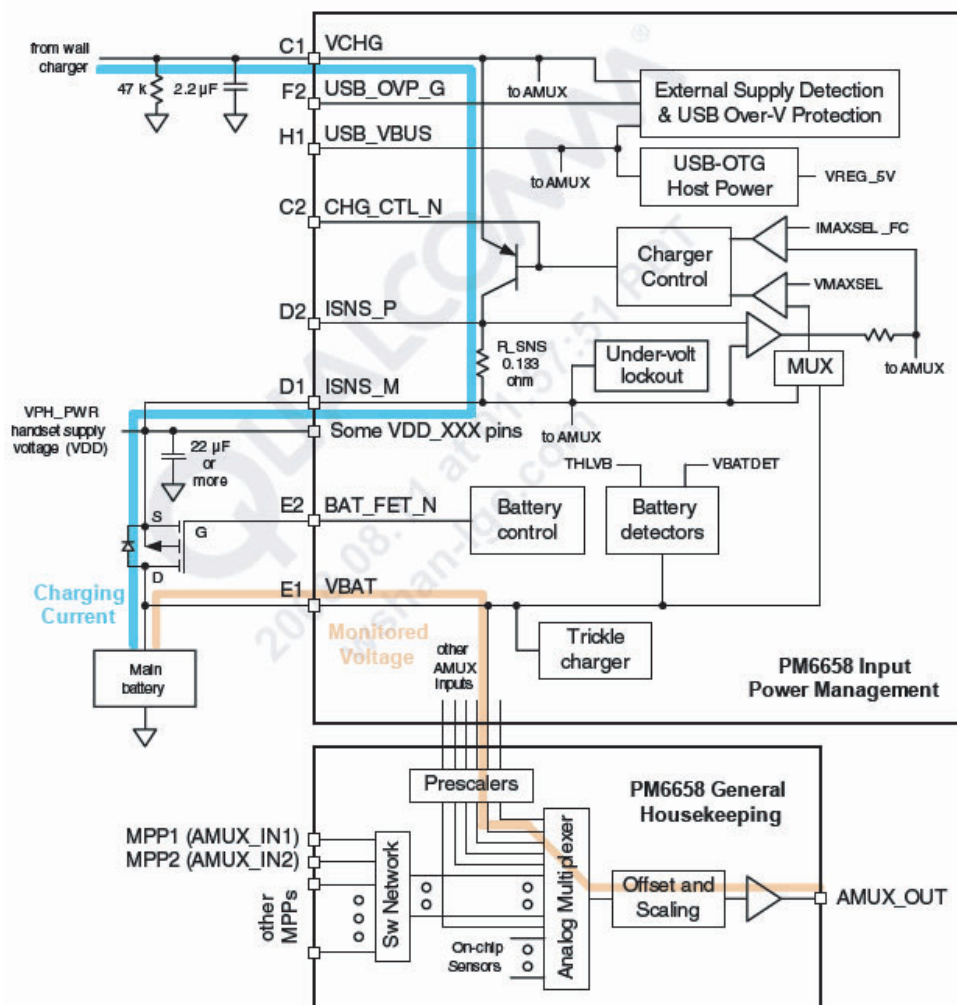 from wall
charger
C1
VCHG
47 k
2.2 µF
F2
USB_OVP_G
to AMUX
External Supply Detection
& USB Over-V Protection
H1
USB_VBUS
to AMUX
USB-OTG
Host Power
VREG_5V
C2
CHG_CTL_N
Charger
Control
IMAXSEL_FC
VMAXSEL
D2
ISNS_P
R_SNS
0.133
ohm
Under-volt
lockout
MUX
to AMUX
D1
ISNS_M
VPH_PWR
handset supply
voltage (VDD)
Some VDD_XXX pins
to AMUX
22 µF
or
more
THLVB
VBATDET
E2
BAT_FET_N
Battery
control
Battery
detectors
S
G
D
E1
VBAT
Charging
Current
Monitored
Voltage
Main
battery
other
AMUX
Inputs
Trickle
charger
PM6658 Input
Power Management
Prescalers
PM6658 General
Housekeeping
MPP1 (AMUX_IN1)
MPP2 (AMUX_IN2)
other
MPPs
Sw Network
On-chip
Sensors
Analog Multiplexer
Offset and
Scaling
AMUX_OUT
QUALCOMM®